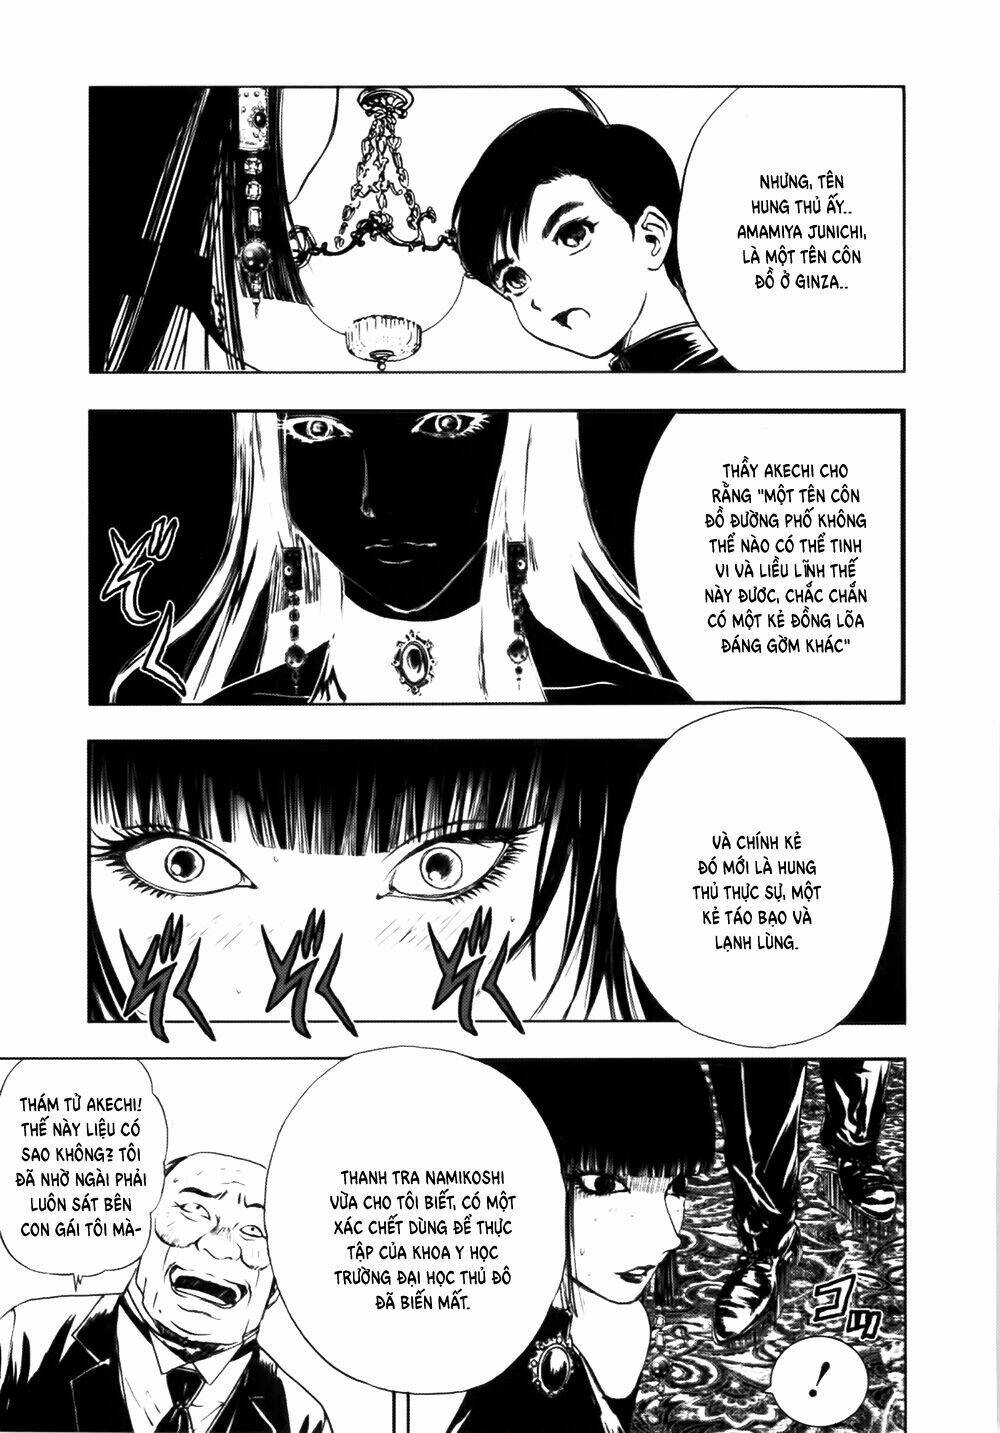 NHƯNG, TÊN
HUNG THỦ ẤY..
AMAMIYA JUNICHI,
LÀ MỘT TÊN CÔN
ĐỒ Ở GINZA..
THẦY AKECHI CHO
RẰNG "MỘT TÊN CÔN
ĐỒ ĐƯỜNG PHỐ KHÔNG
THỂ NÀO CÓ THỂ TINH
VI VÀ LIỀU LĨNH THẾ
NÀY ĐƯỚC, CHẮC CHẮN
CÓ MỘT KẺ ĐỒNG LÕA
ĐÁNG GỜM KHÁC"
VÀ CHÍNH KẺ
ĐÓ MỚI LÀ HUNG
THỦ THỰC SỰ, MỘT
KẺ TÁO BẠO VÀ
LẠNH LÙNG.
THANH TRA NAMIKOSHI
VỪA CHO TÔI BIẾT, CÓ MỘT
XÁC CHẾT DÙNG ĐỂ THỰC
TẬP CỦA KHOA Y HỌC
TRƯỜNG ĐẠI HỌC THỦ ĐÔ
ĐÃ BIẾN MẤT.
コッ
!
THÁM TỬ AKECHI!
THẾ NÀY LIỆU CÓ
SAO KHÔNG? TÔI
ĐÃ NHỜ NGÀI PHẢI
LUÔN SÁT BÊN
CON GÁI TÔI MÀ-